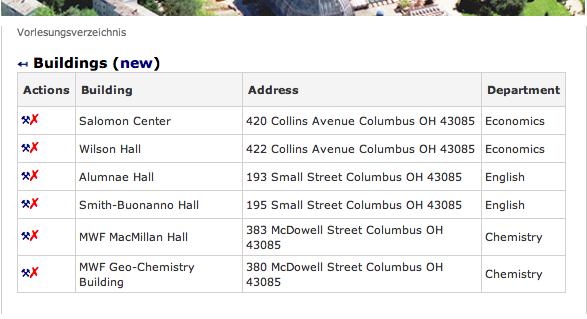 Vorlesungsverzeichnis
↤ Buildings (new)
Actions Building Address Department
⚒✗ Salomon Center 420 Collins Avenue Columbus OH 43085 Economics
⚒✗ Wilson Hall 422 Collins Avenue Columbus OH 43085 Economics
⚒✗ Alumnae Hall 193 Small Street Columbus OH 43085 English
⚒✗ Smith-Buonanno Hall 195 Small Street Columbus OH 43085 English
⚒✗ MWF MacMillan Hall 383 McDowell Street Columbus OH
43085 Chemistry
⚒✗ MWF Geo-Chemistry
Building 380 McDowell Street Columbus OH
43085 Chemistry